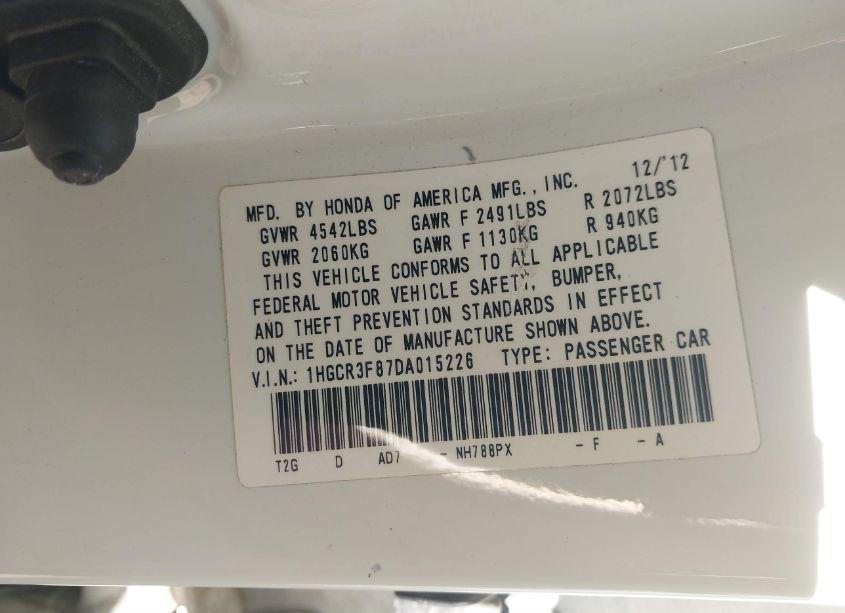 MFD. BY HONDA OF AMERICA MFG., INC. 12/'12
GVWR 4542LBS GAWR F 2491LBS R 2072LBS
GVWR 2060KG GAWR F 1130KG R 940KG
THIS VEHICLE CONFORMS TO ALL APPLICABLE
FEDERAL MOTOR VEHICLE SAFETY, BUMPER,
AND THEFT PREVENTION STANDARDS IN EFFECT
ON THE DATE OF MANUFACTURE SHOWN ABOVE.
V.I.N.: 1HGCR3F87DA015226 TYPE: PASSENGER CAR
T2G D AD7 - NH788PX - F - A